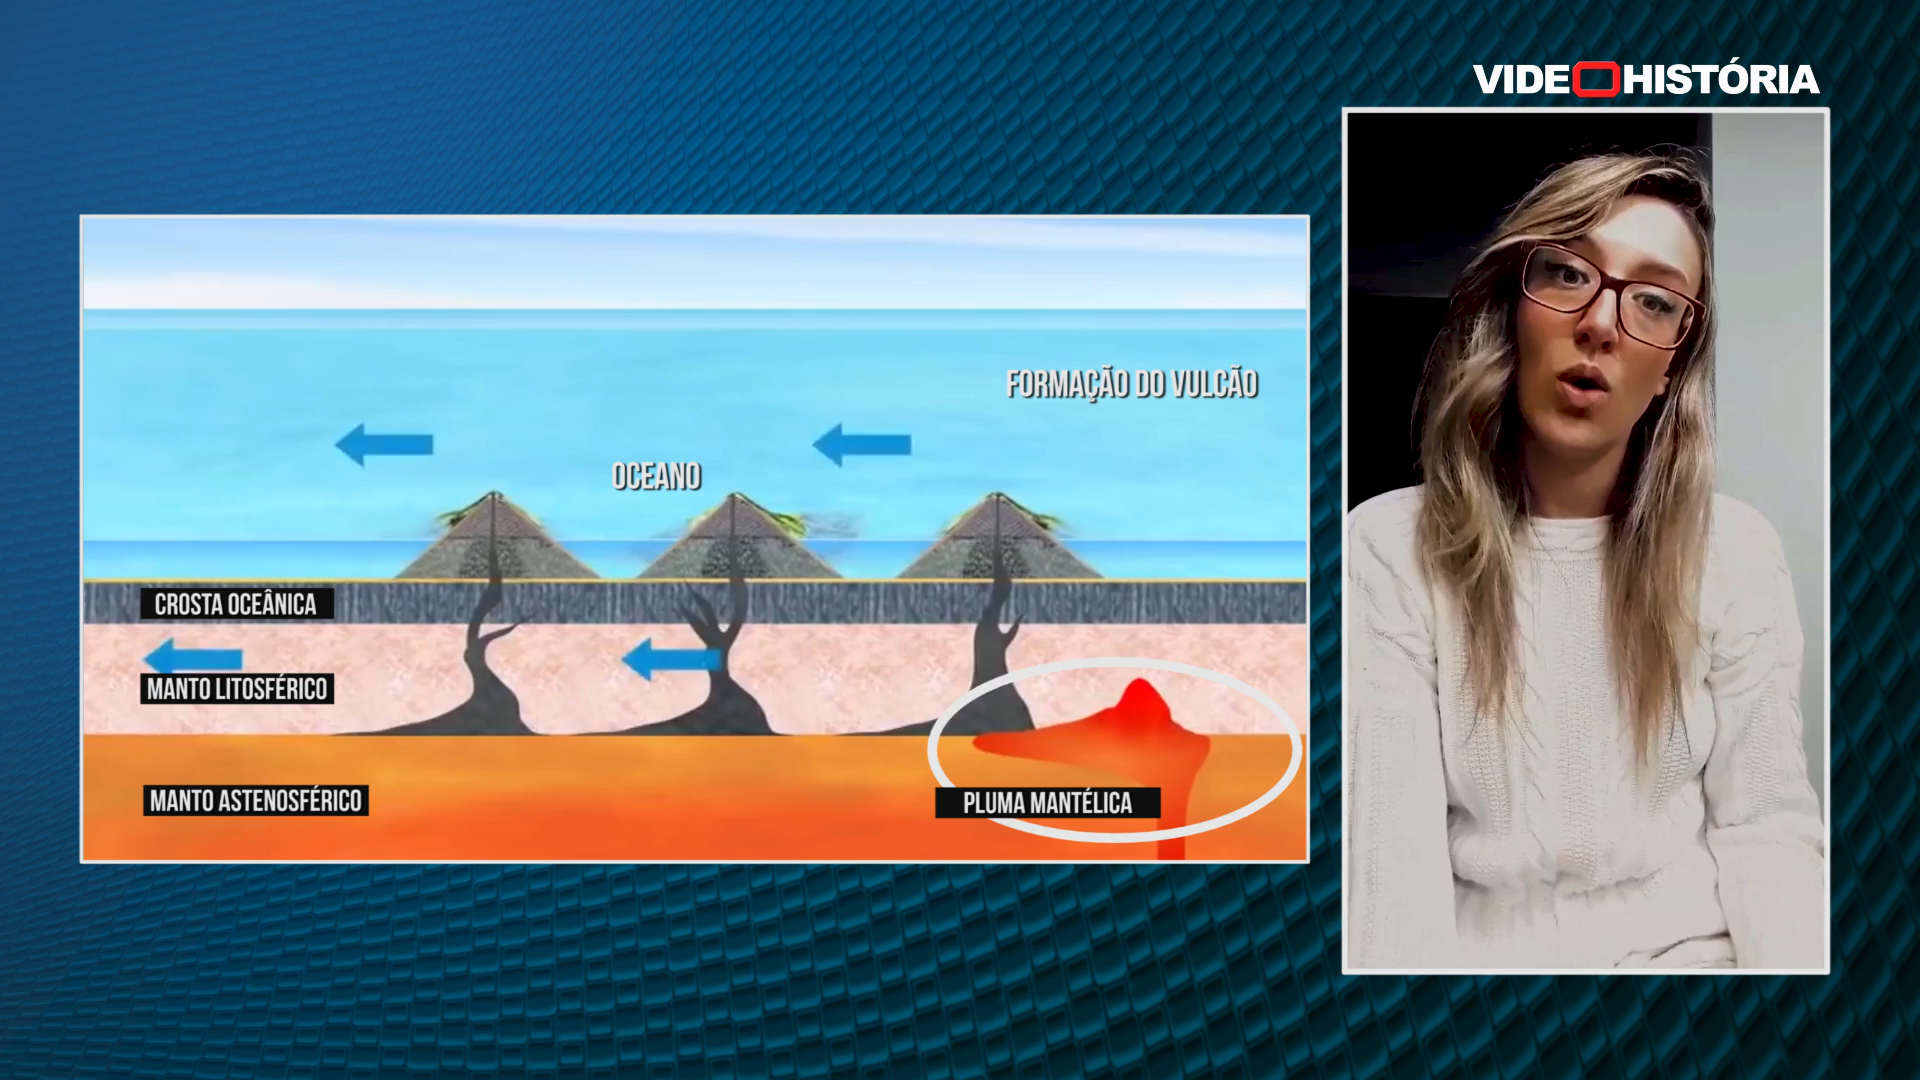 VIDEOHISTÓRIA
FORMAÇÃO DO VULCÃO
OCEANO
CROSTA OCEÂNICA
MANTO LITOSFÉRICO
MANTO ASTENOSFÉRICO
PLUMA MANTÉLICA